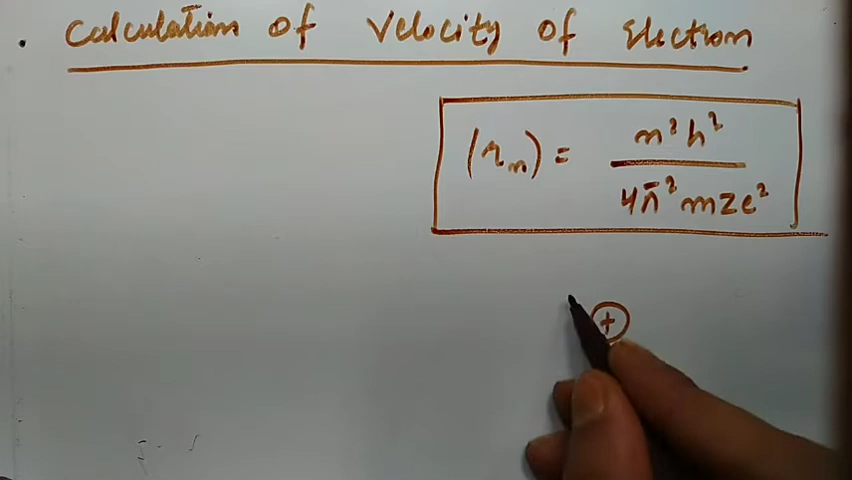 . Calculation of Velocity of Electron
(rₙ) = n²h² / 4π²mze²
+